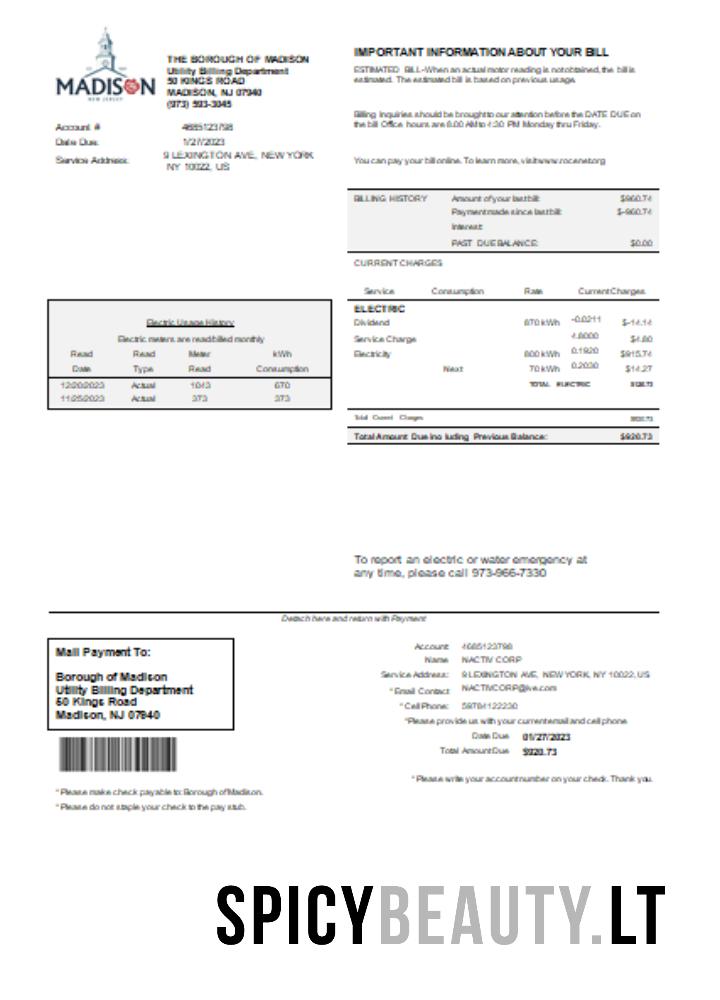 MADISON
NEW JERSEY
THE BOROUGH OF MADISON
Utility Billing Department
50 KINGS ROAD
MADISON, NJ 07940
(973) 593-3045
Account # 4685123798
Date Due: 1/27/2023
Service Address: 9 LEXINGTON AVE, NEW YORK
NY 10022, US
IMPORTANT INFORMATION ABOUT YOUR BILL
ESTIMATED BILL-When an actual motor reading is not obtained, the bill is
estimated. The estimated bill is based on previous usage.
Billing Inquiries should be brought to our attention before the DATE DUE on
the bill Office hours are 8.00 AM to 4:30 PM Monday thru Friday.
You can pay your bill online. To learn more, visit www.rocenet.org
BILLING HISTORY Amount of your last bill: $960.74
Payment made since last bill: $-960.74
Interest:
PAST DUE BALANCE: $0.00
CURRENT CHARGES
Service Consumption Rate Current Charges
ELECTRIC
Dividend 870 kWh -0.0211 $-14.14
Service Charge 4.8000 $4.80
Electricity 800 kWh 0.1920 $915.74
Next 70 kWh 0.2030 $14.27
TOTAL ELECTRIC $920.73
Total Current Charges $920.73
Total Amount Due inc luding Previous Balance: $920.73
Electric Usage History
Electric meters are read/billed monthly
Read Read Meter kWh
Date Type Read Consumption
12/20/2023 Actual 1043 670
11/25/2023 Actual 373 373
To report an electric or water emergency at
any time, please call 973-966-7330
Detach here and return with Payment
Mail Payment To:
Borough of Madison
Utility Billing Department
50 Kings Road
Madison, NJ 07940
* Please make check payable to: Borough of Madison.
* Please do not staple your check to the pay stub.
Account: 4685123798
Name NACTIV CORP
Service Address: 9 LEXINGTON AVE, NEW YORK, NY 10022, US
* Email Contact NACTIVCORP@live.com
* Cell Phone: 59784122230
*Please provide us with your current email and cell phone
Date Due 01/27/2023
Total Amount Due $920.73
* Please write your account number on your check. Thank you.
SPICYBEAUTY.LT